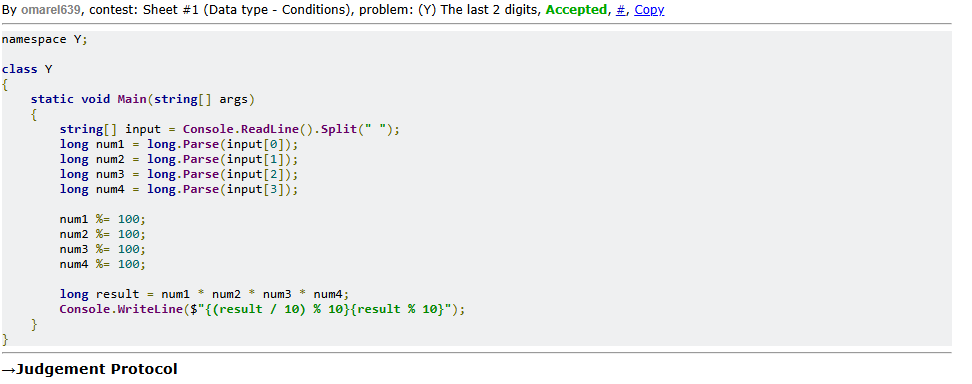 By omarel639, contest: Sheet #1 (Data type - Conditions), problem: (Y) The last 2 digits, Accepted, #, Copy
namespace Y;
class Y
{
    static void Main(string[] args)
    {
        string[] input = Console.ReadLine().Split(" ");
        long num1 = long.Parse(input[0]);
        long num2 = long.Parse(input[1]);
        long num3 = long.Parse(input[2]);
        long num4 = long.Parse(input[3]);
        num1 %= 100;
        num2 %= 100;
        num3 %= 100;
        num4 %= 100;
        long result = num1 * num2 * num3 * num4;
        Console.WriteLine($"{(result / 10) % 10}{result % 10}");
    }
}
→Judgement Protocol